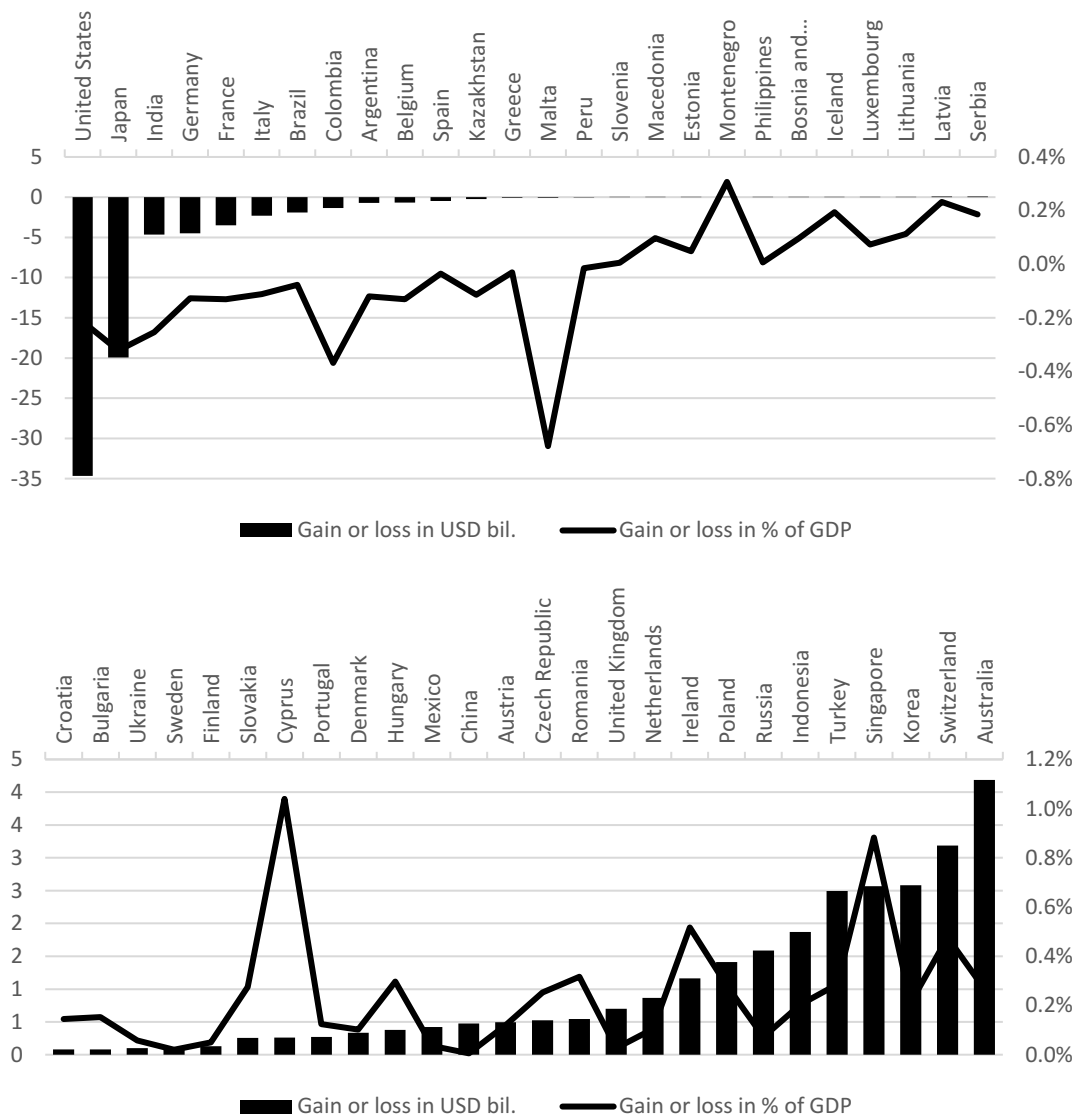 United States
Japan
India
Germany
France
Italy
Brazil
Colombia
Argentina
Belgium
Spain
Kazakhstan
Greece
Malta
Peru
Slovenia
Macedonia
Estonia
Montenegro
Philippines
Bosnia and...
Iceland
Luxembourg
Lithuania
Latvia
Serbia
5
0
-5
-10
-15
-20
-25
-30
-35
0.4%
0.2%
0.0%
-0.2%
-0.4%
-0.6%
-0.8%
Gain or loss in USD bil.
Gain or loss in % of GDP
Croatia
Bulgaria
Ukraine
Sweden
Finland
Slovakia
Cyprus
Portugal
Denmark
Hungary
Mexico
China
Austria
Czech Republic
Romania
United Kingdom
Netherlands
Ireland
Poland
Russia
Indonesia
Turkey
Singapore
Korea
Switzerland
Australia
5
4
4
3
3
2
2
1
1
0
1.2%
1.0%
0.8%
0.6%
0.4%
0.2%
0.0%
Gain or loss in USD bil.
Gain or loss in % of GDP